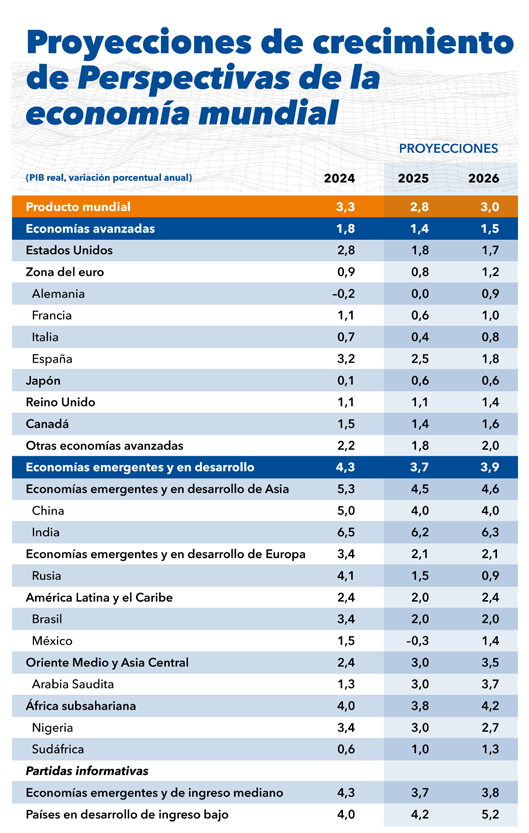 Proyecciones de crecimiento
de Perspectivas de la
economía mundial
PROYECCIONES
(PIB real, variación porcentual anual) 2024 2025 2026
Producto mundial 3,3 2,8 3,0
Economías avanzadas 1,8 1,4 1,5
Estados Unidos 2,8 1,8 1,7
Zona del euro 0,9 0,8 1,2
Alemania –0,2 0,0 0,9
Francia 1,1 0,6 1,0
Italia 0,7 0,4 0,8
España 3,2 2,5 1,8
Japón 0,1 0,6 0,6
Reino Unido 1,1 1,1 1,4
Canadá 1,5 1,4 1,6
Otras economías avanzadas 2,2 1,8 2,0
Economías emergentes y en desarrollo 4,3 3,7 3,9
Economías emergentes y en desarrollo de Asia 5,3 4,5 4,6
China 5,0 4,0 4,0
India 6,5 6,2 6,3
Economías emergentes y en desarrollo de Europa 3,4 2,1 2,1
Rusia 4,1 1,5 0,9
América Latina y el Caribe 2,4 2,0 2,4
Brasil 3,4 2,0 2,0
México 1,5 –0,3 1,4
Oriente Medio y Asia Central 2,4 3,0 3,5
Arabia Saudita 1,3 3,0 3,7
África subsahariana 4,0 3,8 4,2
Nigeria 3,4 3,0 2,7
Sudáfrica 0,6 1,0 1,3
Partidas informativas
Economías emergentes y de ingreso mediano 4,3 3,7 3,8
Países en desarrollo de ingreso bajo 4,0 4,2 5,2